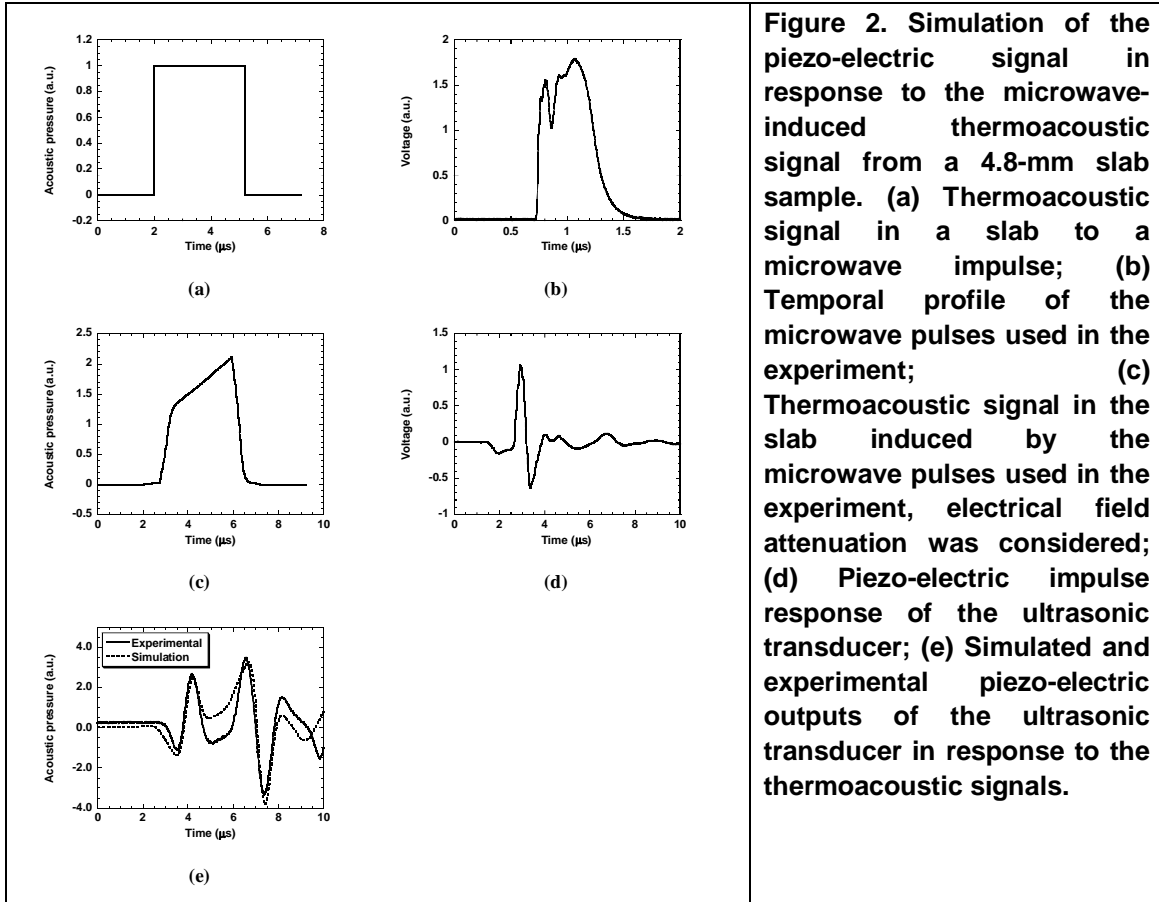 1.2
1
0.8
0.6
0.4
0.2
0
-0.2
Acoustic pressure (a.u.)
0 2 4 6 8
Time (μs)
(a)
2
1.5
1
0.5
0
Voltage (a.u.)
0 0.5 1 1.5 2
Time (μs)
(b)
2.5
2
1.5
1
0.5
0
-0.5
Acoustic pressure (a.u.)
0 2 4 6 8 10
Time (μs)
(c)
1.5
1
0.5
0
-0.5
-1
Voltage (a.u.)
0 2 4 6 8 10
Time (μs)
(d)
Experimental
Simulation
4.0
2.0
0.0
-2.0
-4.0
Acoustic pressure (a.u.)
0 2 4 6 8 10
Time (μs)
(e)
Figure 2. Simulation of the
piezo-electric signal in
response to the microwave-
induced thermoacoustic
signal from a 4.8-mm slab
sample. (a) Thermoacoustic
signal in a slab to a
microwave impulse; (b)
Temporal profile of the
microwave pulses used in the
experiment; (c)
Thermoacoustic signal in the
slab induced by the
microwave pulses used in the
experiment, electrical field
attenuation was considered;
(d) Piezo-electric impulse
response of the ultrasonic
transducer; (e) Simulated and
experimental piezo-electric
outputs of the ultrasonic
transducer in response to the
thermoacoustic signals.